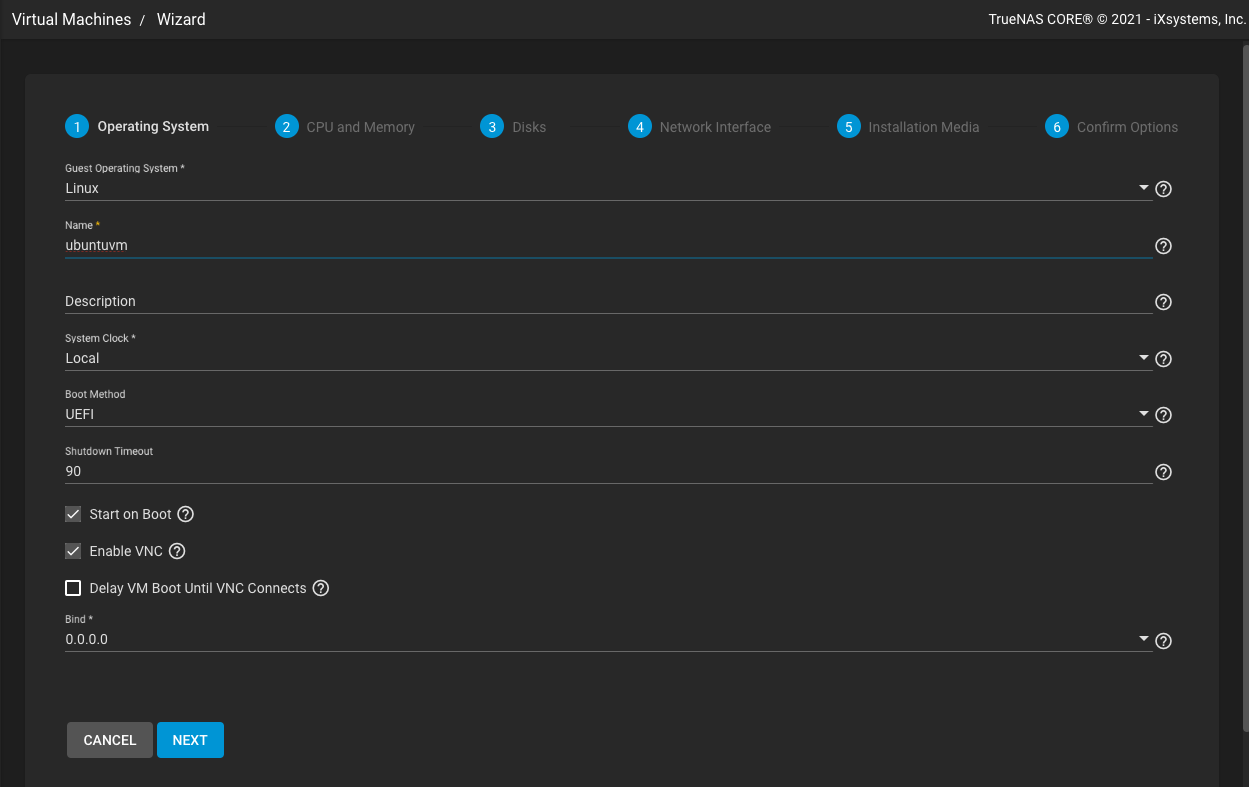 Virtual Machines / Wizard
TrueNAS CORE® © 2021 - iXsystems, Inc.
1 Operating System 2 CPU and Memory 3 Disks 4 Network Interface 5 Installation Media 6 Confirm Options
Guest Operating System *
Linux
Name *
ubuntuvm
Description
System Clock *
Local
Boot Method
UEFI
Shutdown Timeout
90
Start on Boot
Enable VNC
Delay VM Boot Until VNC Connects
Bind *
0.0.0.0
CANCEL NEXT